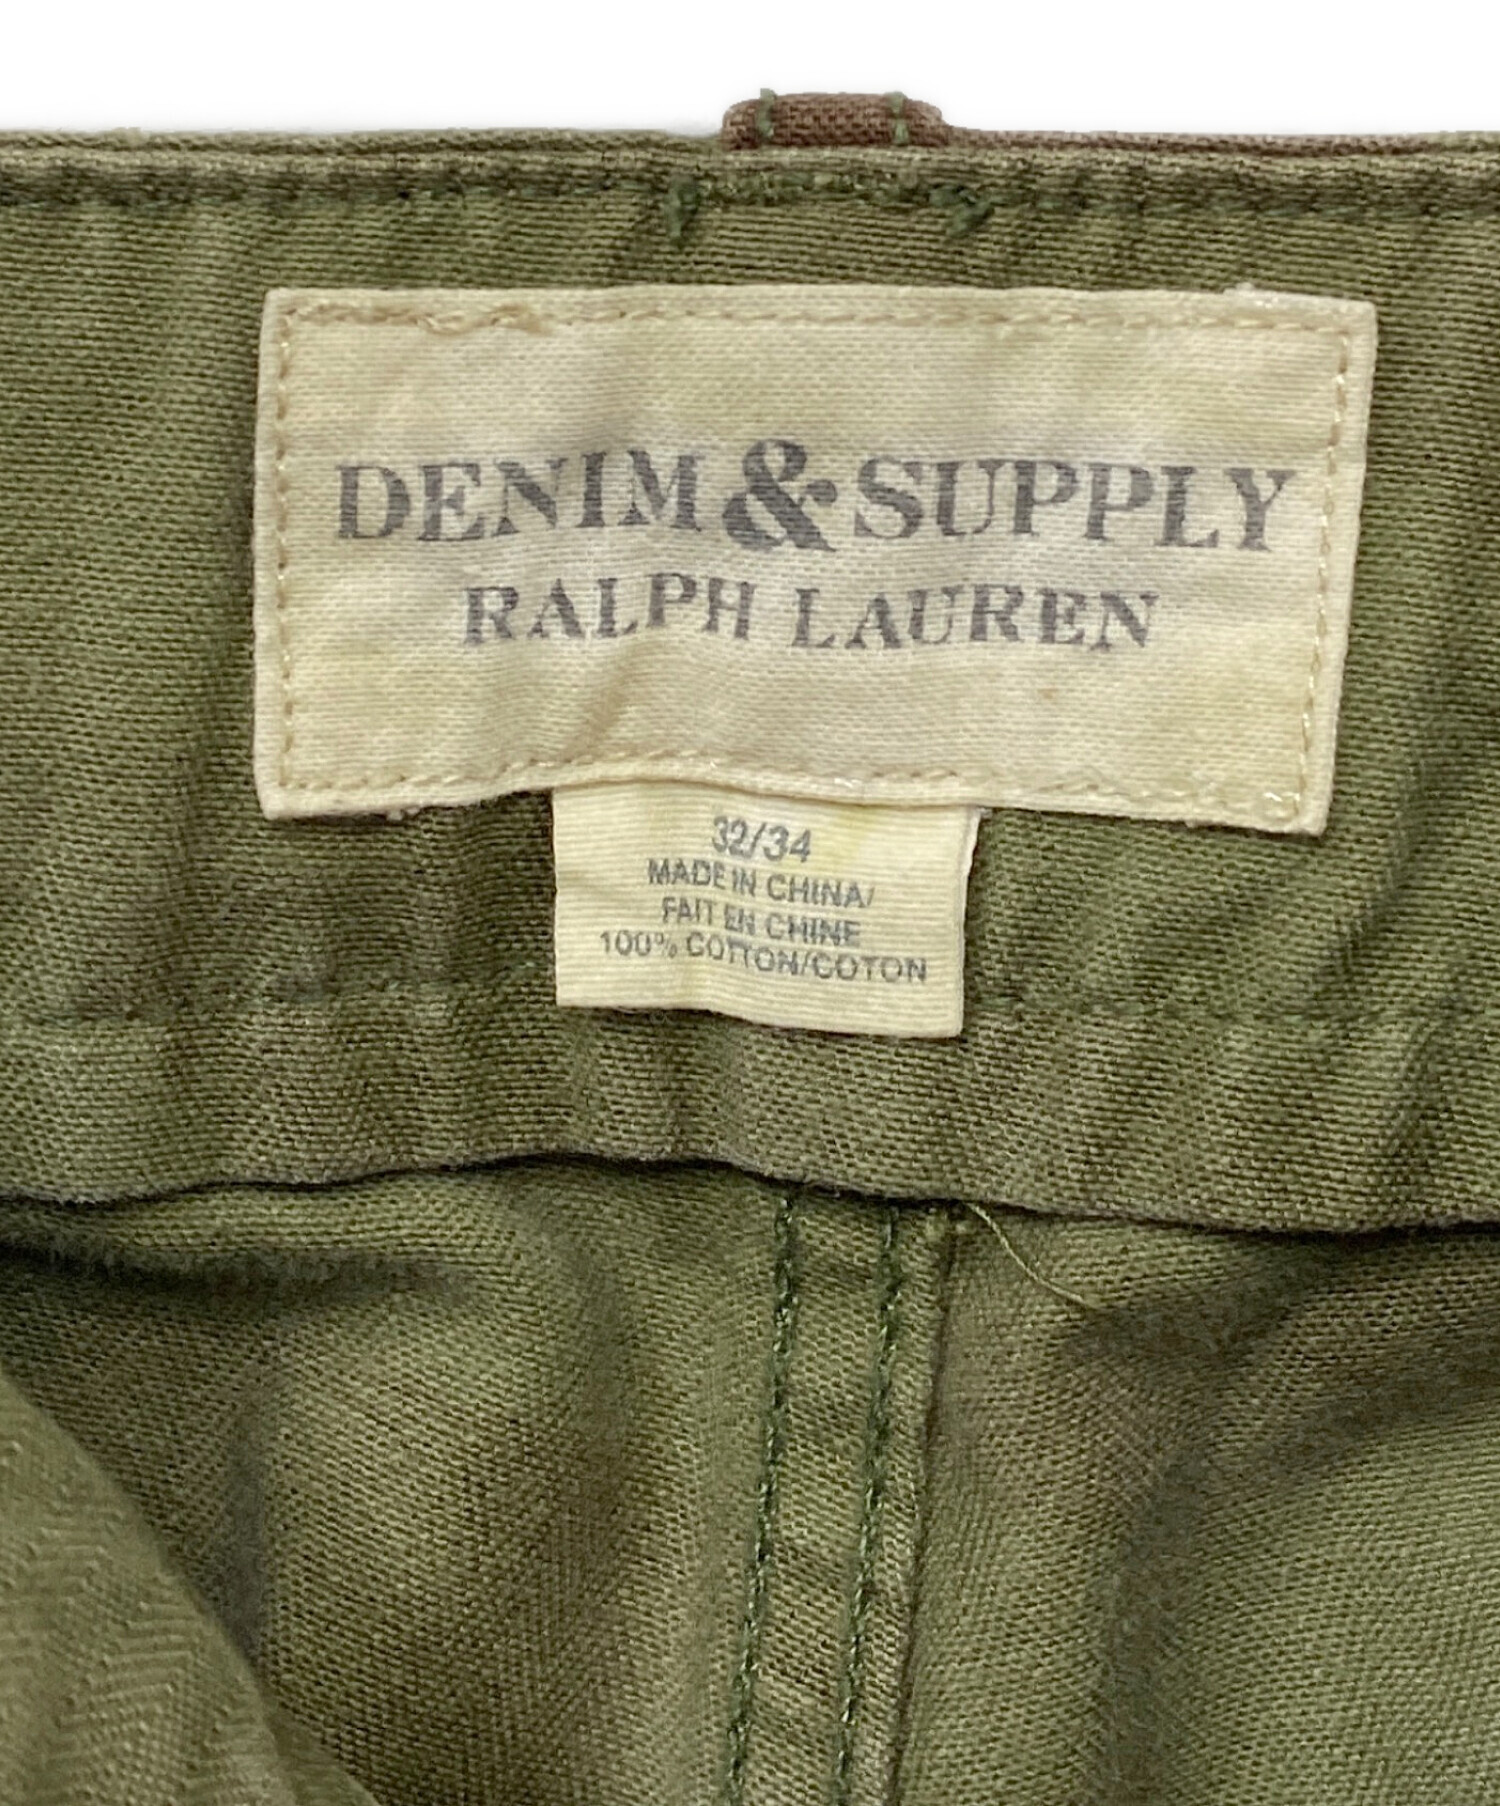 DENIM & SUPPLY
RALPH LAUREN
32/34
MADE IN CHINA/
FAIT EN CHINE
100% COTTON/COTON